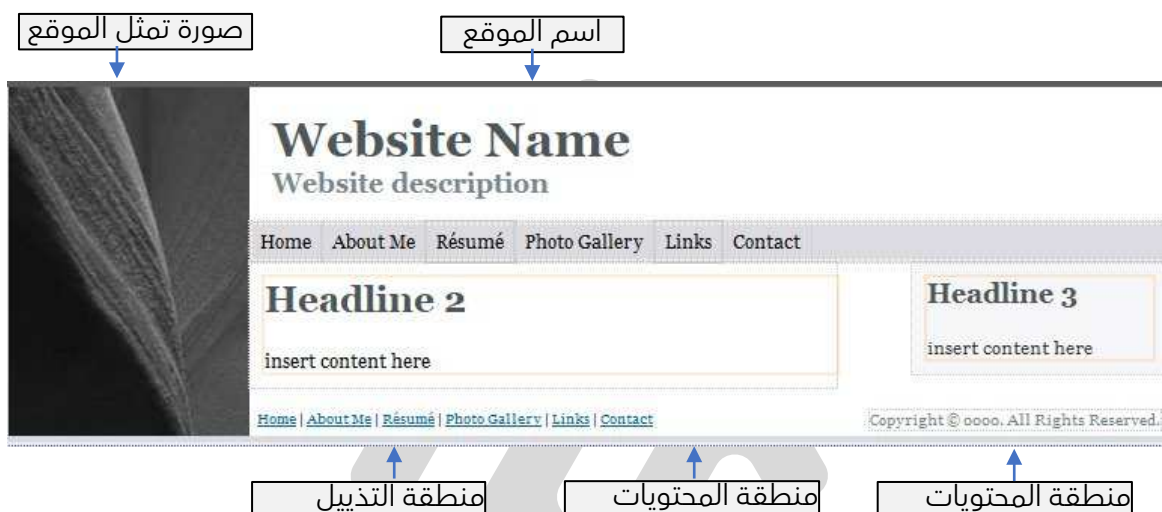 صورة تمثل الموقع
اسم الموقع
Website Name
Website description
Home About Me Résumé Photo Gallery Links Contact
Headline 2
insert content here
Headline 3
insert content here
Home | About Me | Résumé | Photo Gallery | Links | Contact
Copyright © 0000. All Rights Reserved.
منطقة التذييل
منطقة المحتويات
منطقة المحتويات